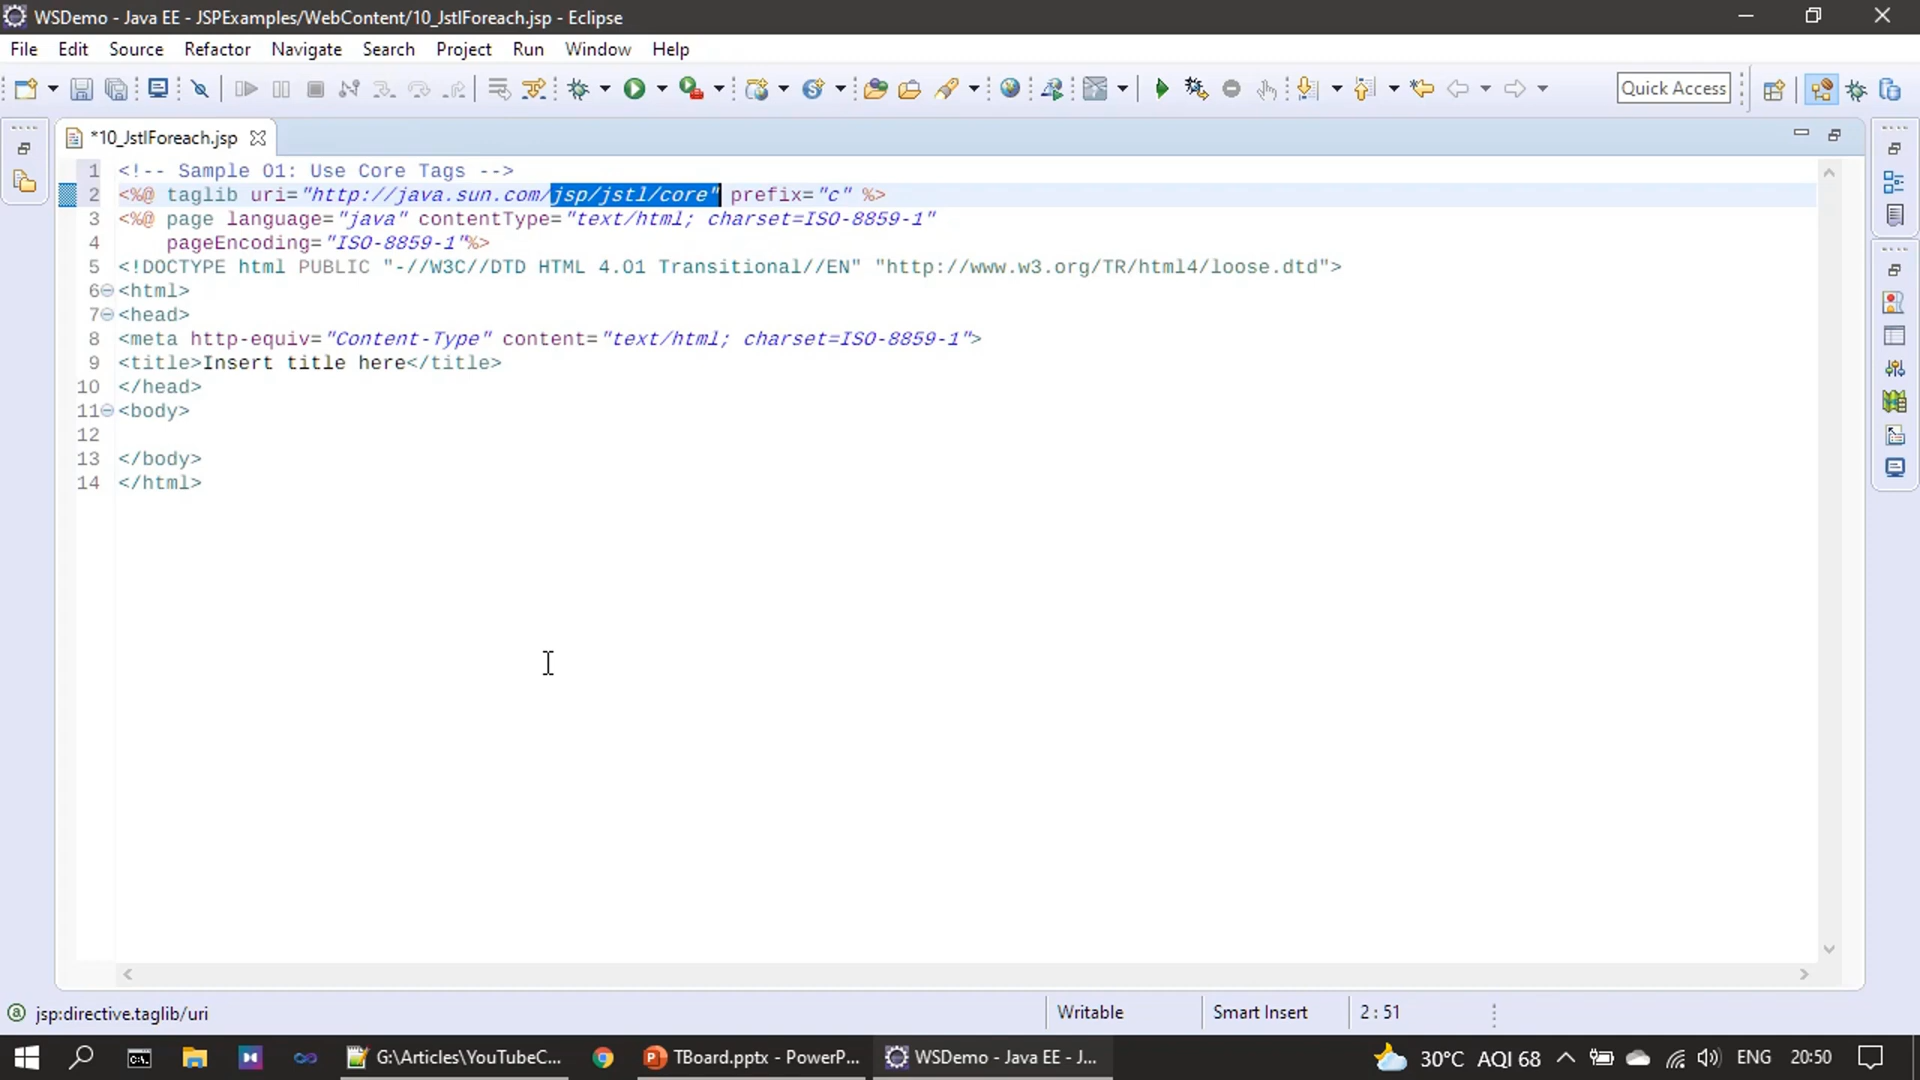 WSDemo - Java EE - JSPExamples/WebContent/10_JstlForeach.jsp - Eclipse
File Edit Source Refactor Navigate Search Project Run Window Help
Quick Access
*10_JstlForeach.jsp
1 <!-- Sample 01: Use Core Tags -->
2 <%@ taglib uri="http://java.sun.com/jsp/jstl/core" prefix="c" %>
3 <%@ page language="java" contentType="text/html; charset=ISO-8859-1"
4 pageEncoding="ISO-8859-1"%>
5 <!DOCTYPE html PUBLIC "-//W3C//DTD HTML 4.01 Transitional//EN" "http://www.w3.org/TR/html4/loose.dtd">
6 <html>
7 <head>
8 <meta http-equiv="Content-Type" content="text/html; charset=ISO-8859-1">
9 <title>Insert title here</title>
10 </head>
11 <body>
12
13 </body>
14 </html>
jsp:directive.taglib/uri Writable Smart Insert 2 : 51
G:\Articles\YouTubeC... TBoard.pptx - PowerP... WSDemo - Java EE - J... 30°C AQI 68 ENG 20:50